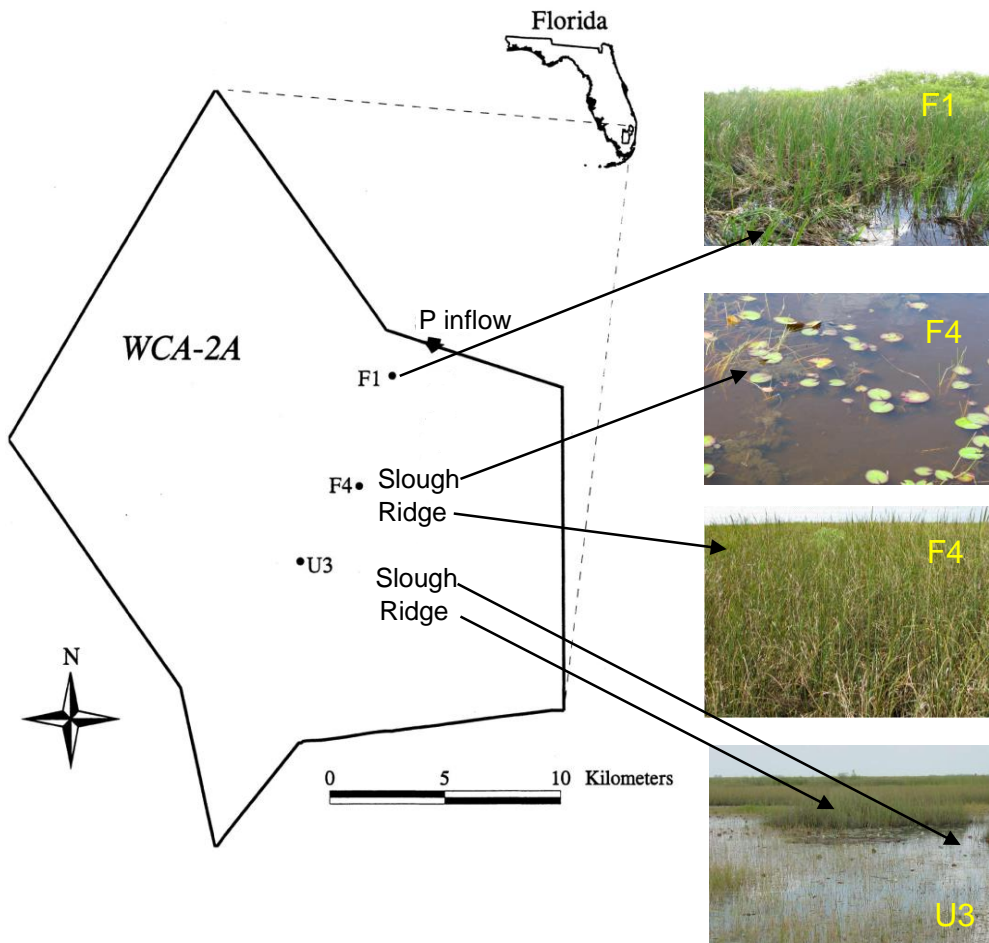 Florida
F1
P inflow
WCA-2A
F1
F4
F4 Slough
Ridge
F4
U3
Slough
Ridge
N
0 5 10 Kilometers
U3